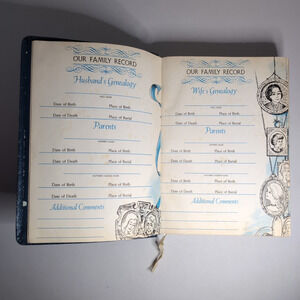 OUR FAMILY RECORD
Husband's Genealogy
Date of Birth Place of Birth
Date of Death Place of Burial
Parents
Date of Birth Place of Birth
Date of Death Place of Burial
Date of Birth Place of Birth
Date of Death Place of Burial
Additional Comments
OUR FAMILY RECORD
Wife's Genealogy
Date of Birth Place of Birth
Date of Death Place of Burial
Parents
Date of Birth Place of Birth
Date of Death Place of Burial
Date of Birth Place of Birth
Date of Death Place of Burial
Additional Comments